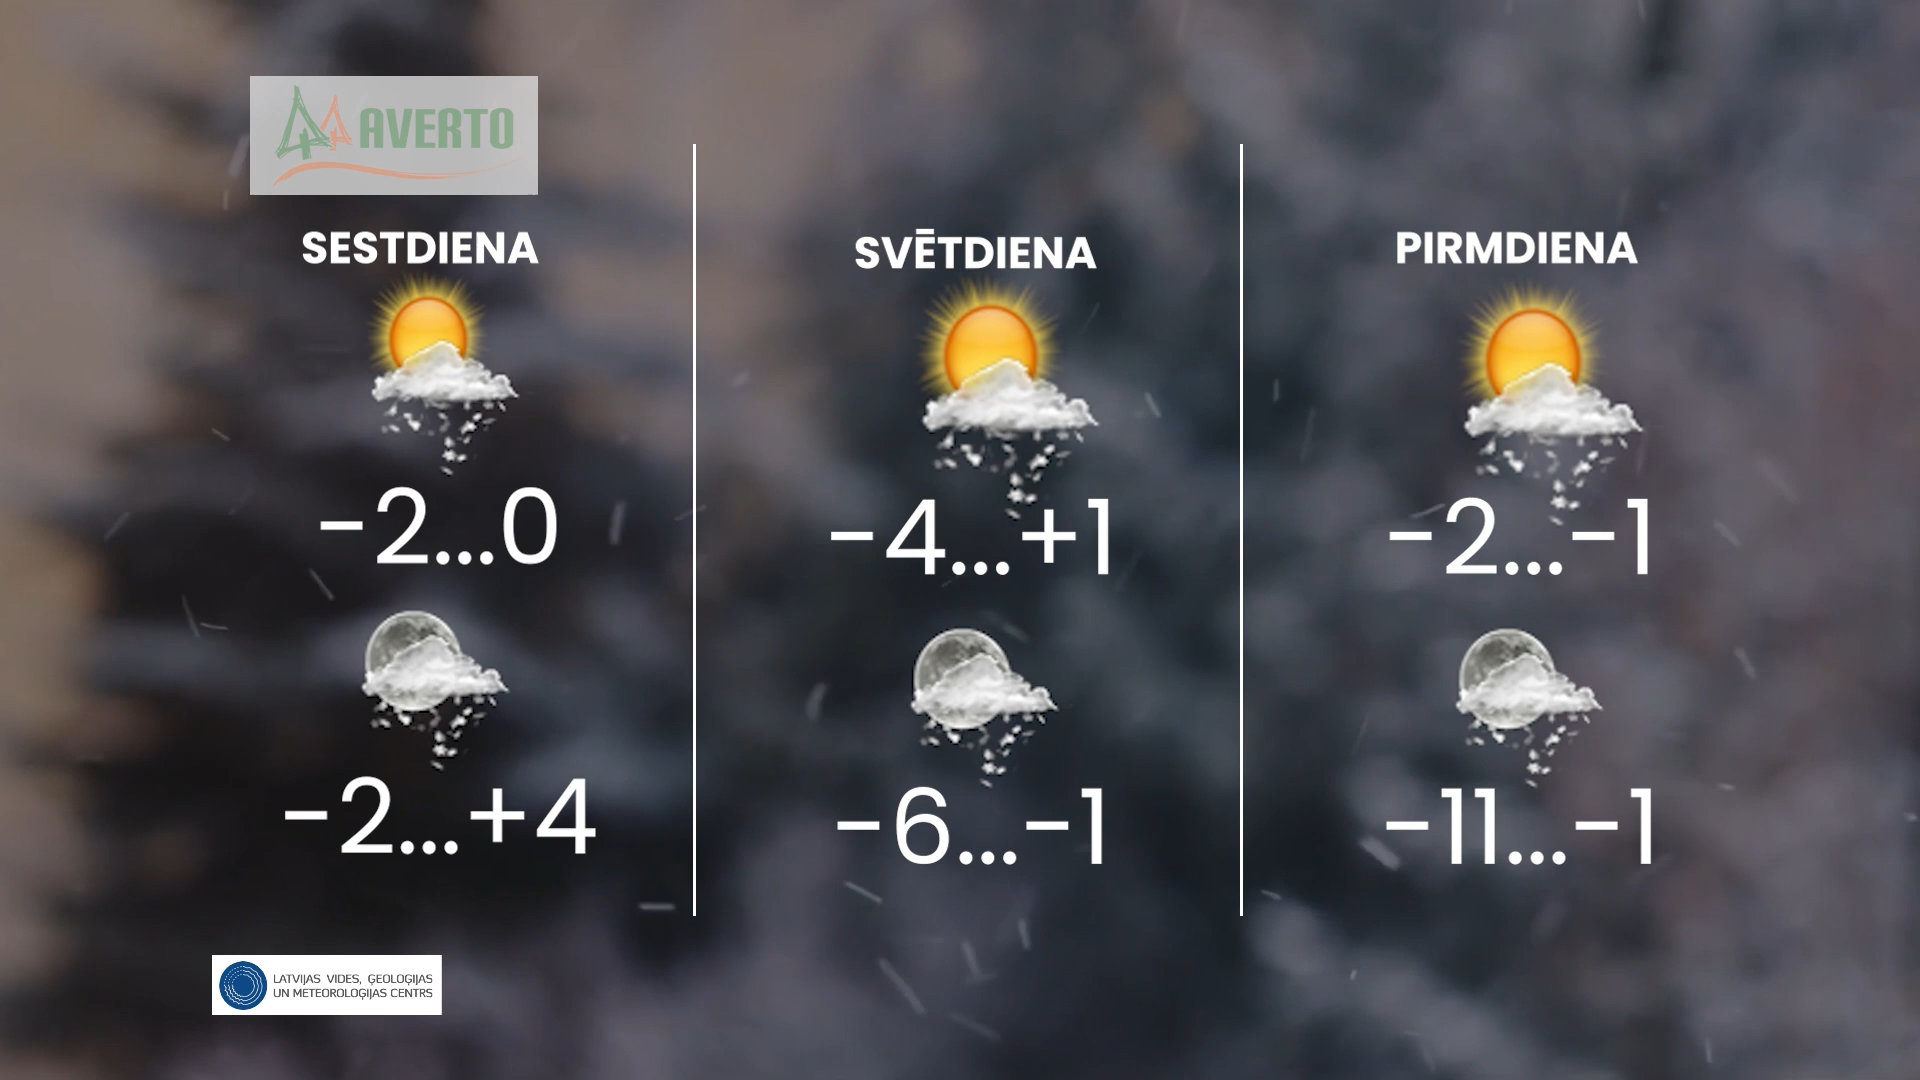 AVERTO
SESTDIENA
-2...0
-2...+4
SVĒTDIENA
-4...+1
-6...-1
PIRMDIENA
-2...-1
-11...-1
LATVIJAS VIDES, ĢEOLOĢIJAS
UN METEOROLOĢIJAS CENTRS